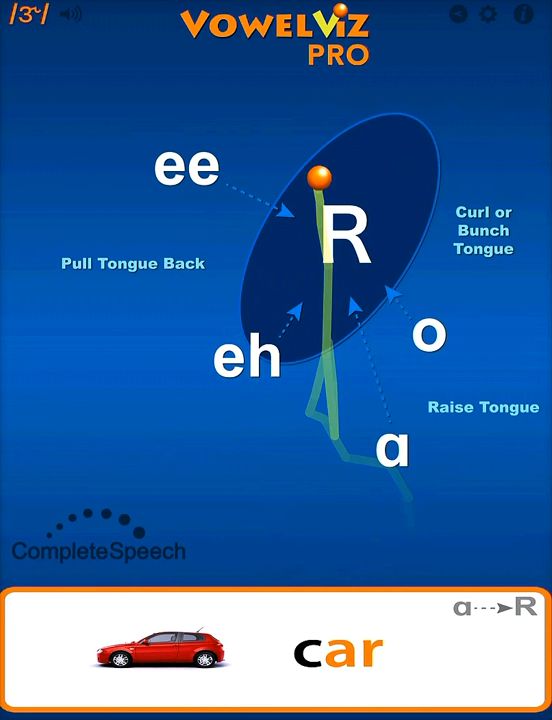 /ɝ/
VOWELVIZ
PRO
ee
R
Curl or
Bunch
Tongue
Pull Tongue Back
o
eh
Raise Tongue
ɑ
CompleteSpeech
ɑ--->R
car